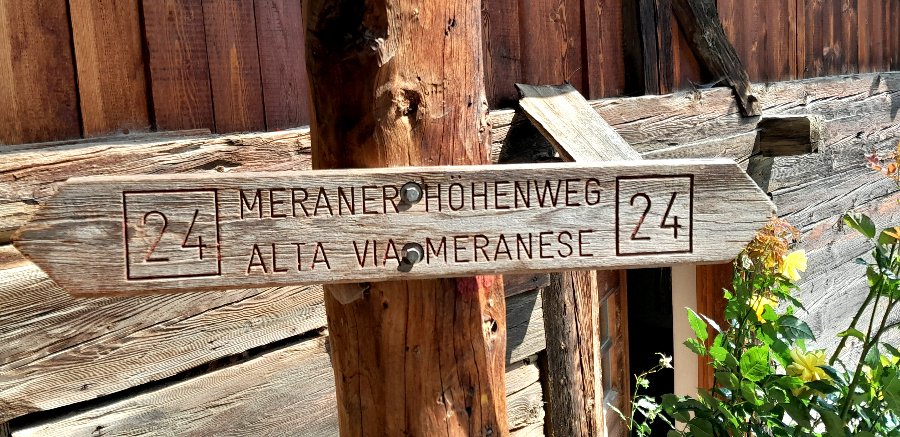 24 MERANER HÖHENWEG 24
ALTA VIA MERANESE